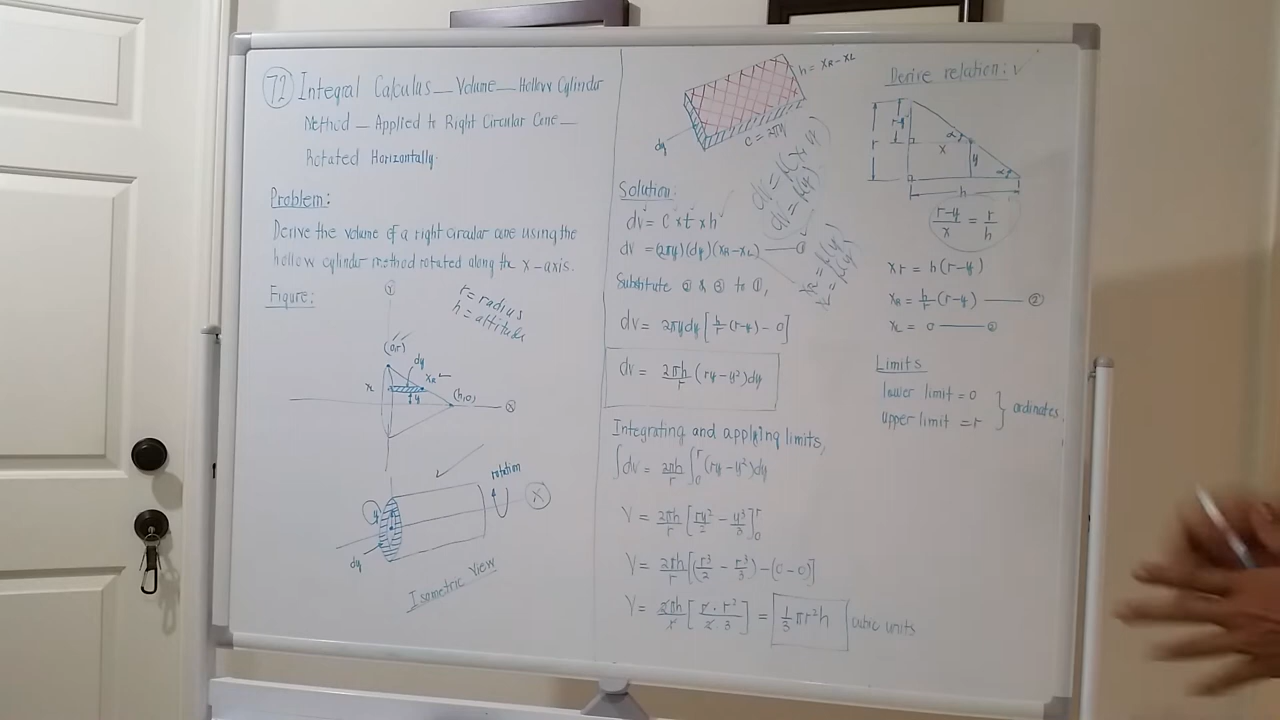 72 Integral Calculus — Volume — Hollow Cylinder
Method — Applied to Right Circular Cone —
Rotated Horizontally.
Problem:
Derive the volume of a right circular cone using the
hollow cylinder method rotated along the x-axis.
Figure:
r = radius
h = altitude
Y
(0,r)
dy
xR
xL
y
(h,0)
X
rotation
X
y
dy
Isometric View
h = xR - xL
dy
c = 2πy
Solution:
dv = c x t x h
dv = (2πy)(dy)(xR - xL) — ①
Substitute ② & ③ to ①,
dv = 2πydy[h/r (r-y) - 0]
dv = 2πh/r (ry - y²)dy
Integrating and applying limits,
∫dv = 2πh/r ∫₀ʳ (ry - y²)dy
V = 2πh/r [ry²/2 - y³/3]₀ʳ
V = 2πh/r [(r³/2 - r³/3) - (0 - 0)]
V = 2πh/r [r · r²/2 · 3] = 1/3 πr²h cubic units
Derive relation: ✓
r-y
r
α
x
y
α
h
r-y/x = r/h
xr = h(r-y)
xR = h/r (r-y) — ②
xL = 0 — ③
Limits
lower limit = 0
upper limit = r
} ordinates